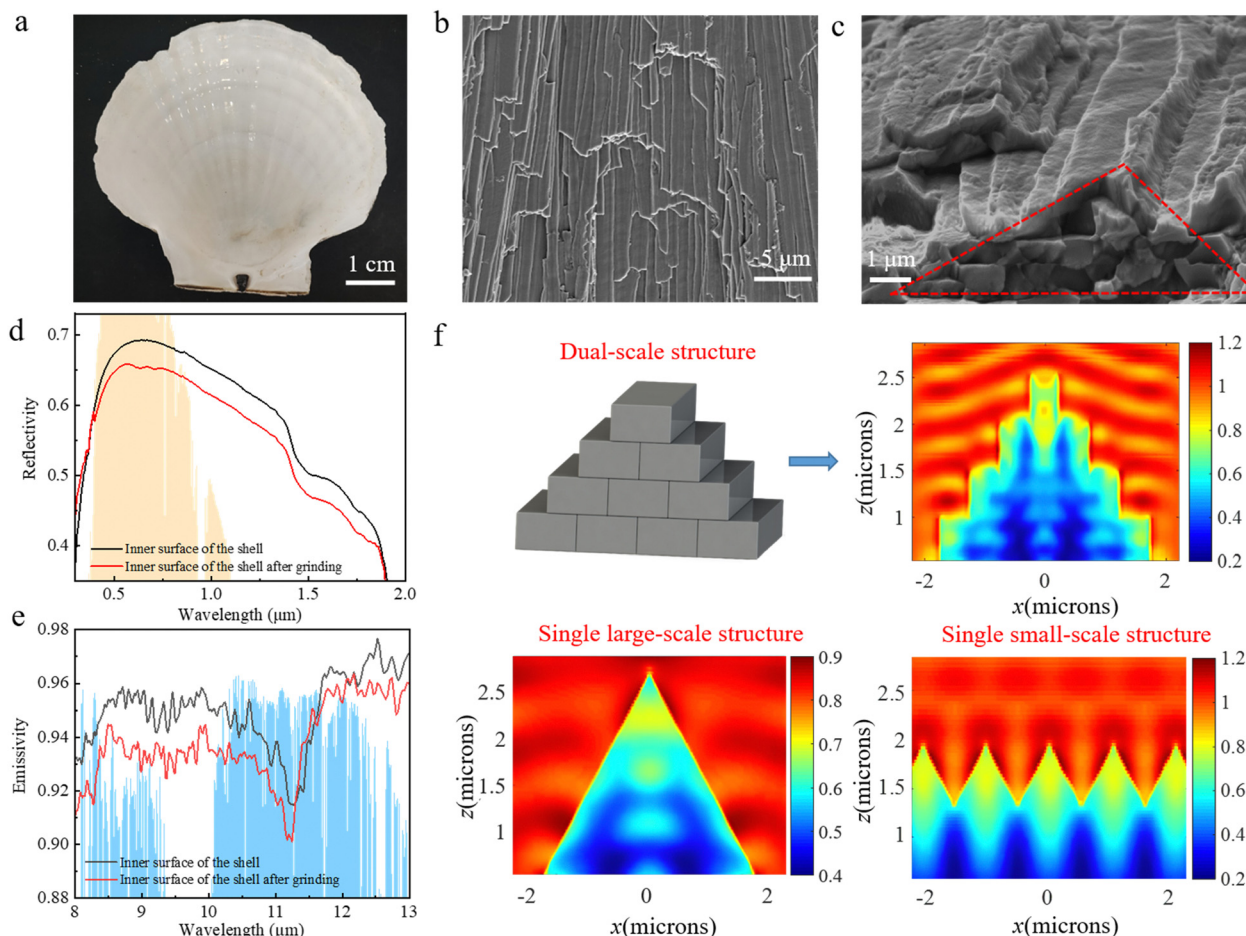 a
1 cm
b
5 μm
c
1 μm
d
0.7
0.6
0.5
0.4
Reflectivity
Inner surface of the shell
Inner surface of the shell after grinding
0.5
1.0
1.5
2.0
Wavelength (μm)
e
0.98
0.96
0.94
0.92
0.90
0.88
Emissivity
Inner surface of the shell
Inner surface of the shell after grinding
8
9
10
11
12
13
Wavelength (μm)
f
Dual-scale structure
2.5
2
1.5
1
z(microns)
-2
0
2
x(microns)
1.2
1
0.8
0.6
0.4
0.2
Single large-scale structure
2.5
2
1.5
1
z(microns)
-2
0
2
x(microns)
0.9
0.8
0.7
0.6
0.5
0.4
Single small-scale structure
2.5
2
1.5
1
z(microns)
-2
0
2
x(microns)
1.2
1
0.8
0.6
0.4
0.2